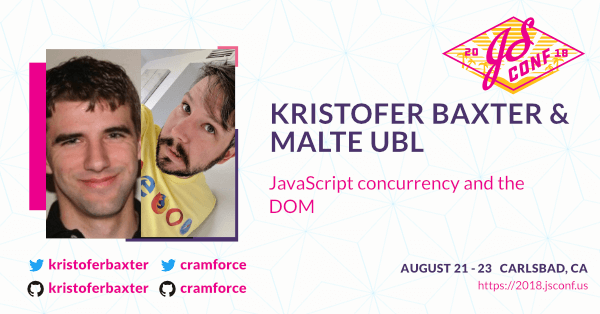 20 JS 18
CONF
KRISTOFER BAXTER &
MALTE UBL
JavaScript concurrency and the
DOM
kristoferbaxter cramforce
kristoferbaxter cramforce
AUGUST 21 - 23 CARLSBAD, CA
https://2018.jsconf.us